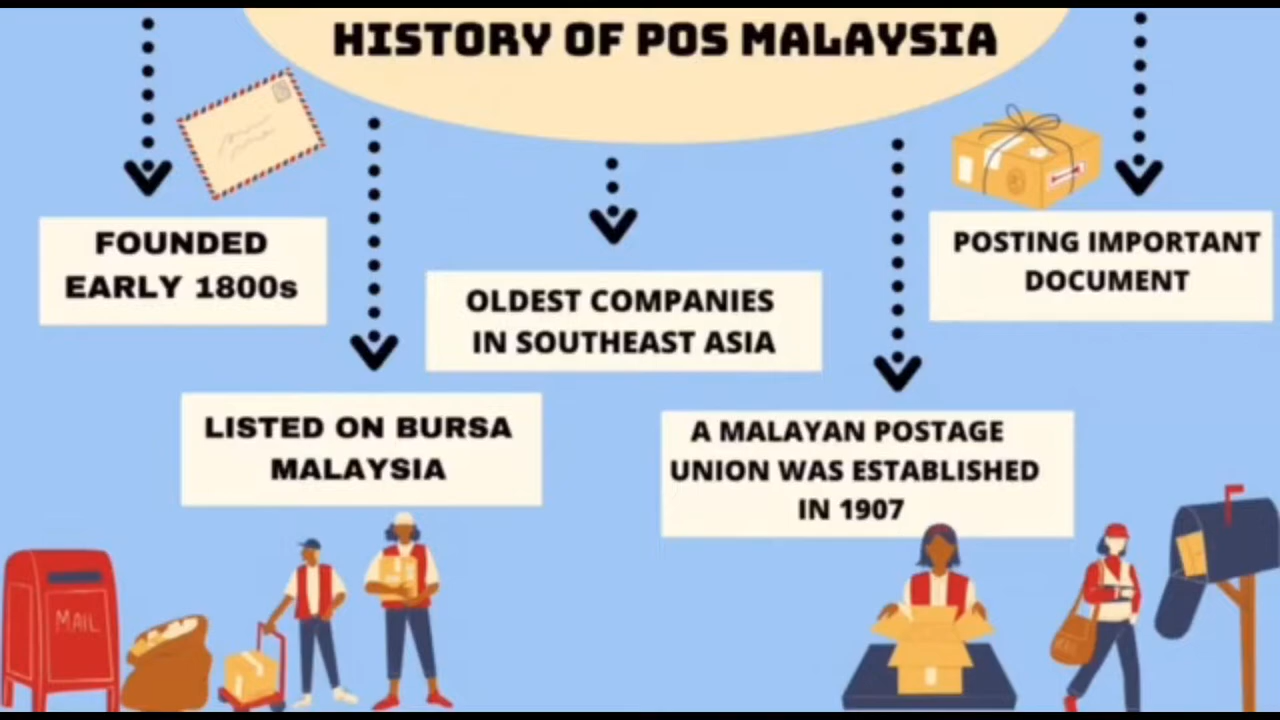 HISTORY OF POS MALAYSIA
FOUNDED
EARLY 1800s
LISTED ON BURSA
MALAYSIA
OLDEST COMPANIES
IN SOUTHEAST ASIA
A MALAYAN POSTAGE
UNION WAS ESTABLISHED
IN 1907
POSTING IMPORTANT
DOCUMENT
MAIL